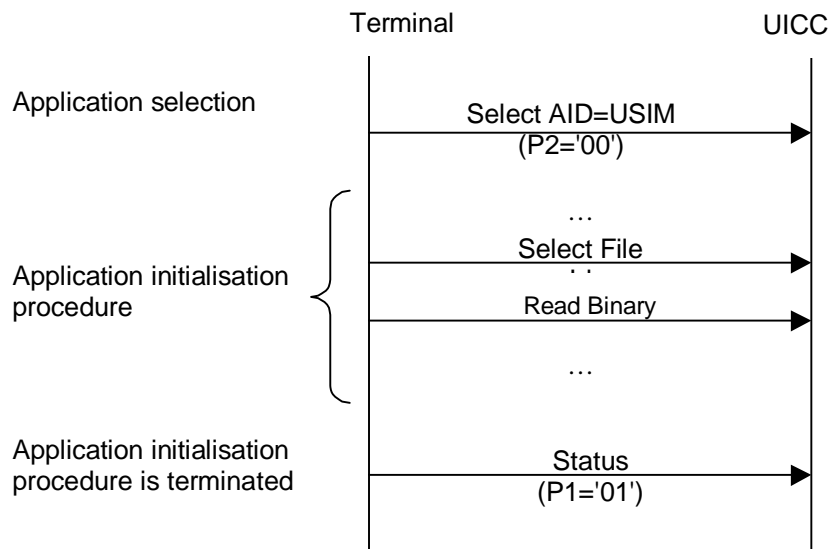 Terminal UICC
Application selection
Select AID=USIM
(P2='00')
...
Select File
. .
Application initialisation
procedure
Read Binary
...
Application initialisation
procedure is terminated
Status
(P1='01')